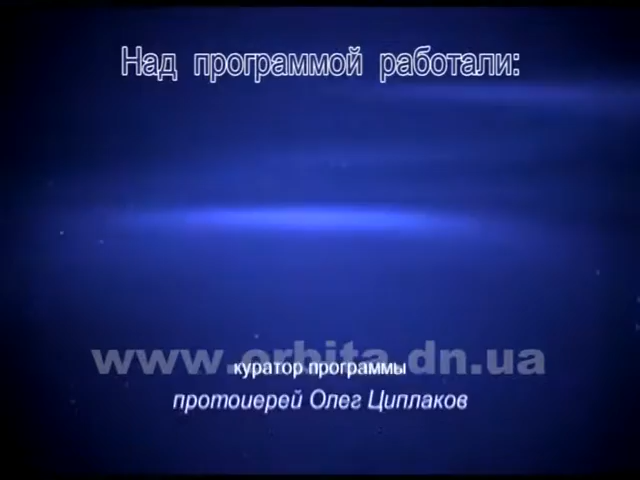 Над программой работали:
www.orbita.dn.ua
куратор программы
протоиерей Олег Циплаков